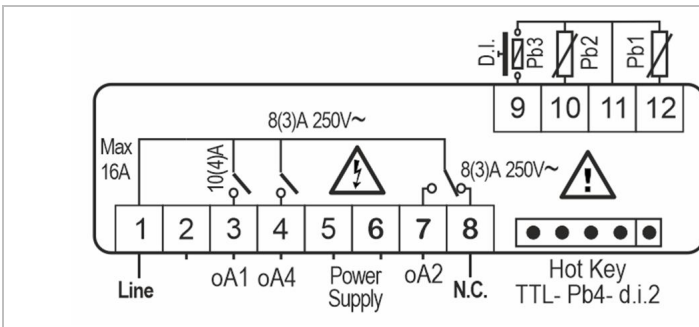 D.I.
Pb3
Pb2
Pb1
9 10 11 12
8(3)A 250V~
Max
16A
10(4)A
8(3)A 250V~
1 2 3 4 5 6 7 8
Line
oA1 oA4
Power
Supply
oA2
N.C.
Hot Key
TTL- Pb4- d.i.2